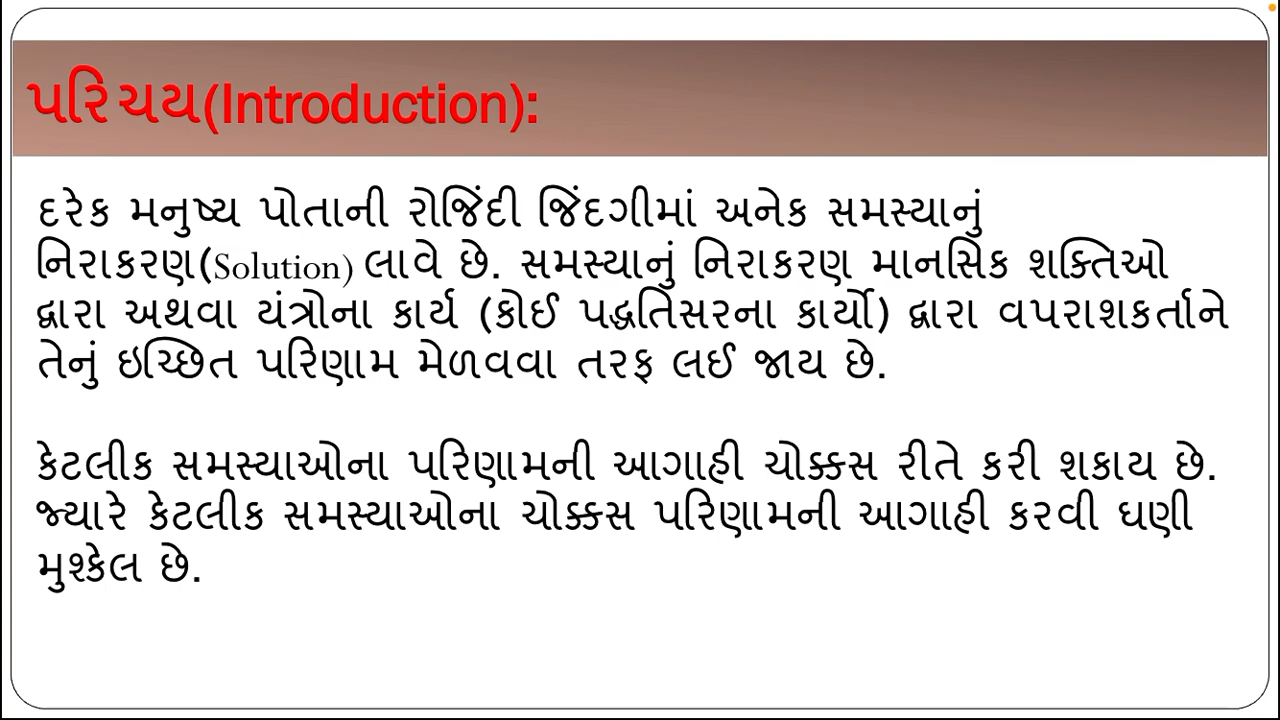 પરિચય(Introduction):
દરેક મનુષ્ય પોતાની રોજિંદી જિંદગીમાં અનેક સમસ્યાનું
નિરાકરણ(Solution) લાવે છે. સમસ્યાનું નિરાકરણ માનસિક શક્તિઓ
દ્વારા અથવા યંત્રોના કાર્ય (કોઈ પદ્ધતિસરના કાર્યો) દ્વારા વપરાશકર્તાને
તેનું ઇચ્છિત પરિણામ મેળવવા તરફ લઈ જાય છે.
કેટલીક સમસ્યાઓના પરિણામની આગાહી ચોક્કસ રીતે કરી શકાય છે.
જ્યારે કેટલીક સમસ્યાઓના ચોક્કસ પરિણામની આગાહી કરવી ઘણી
મુશ્કેલ છે.